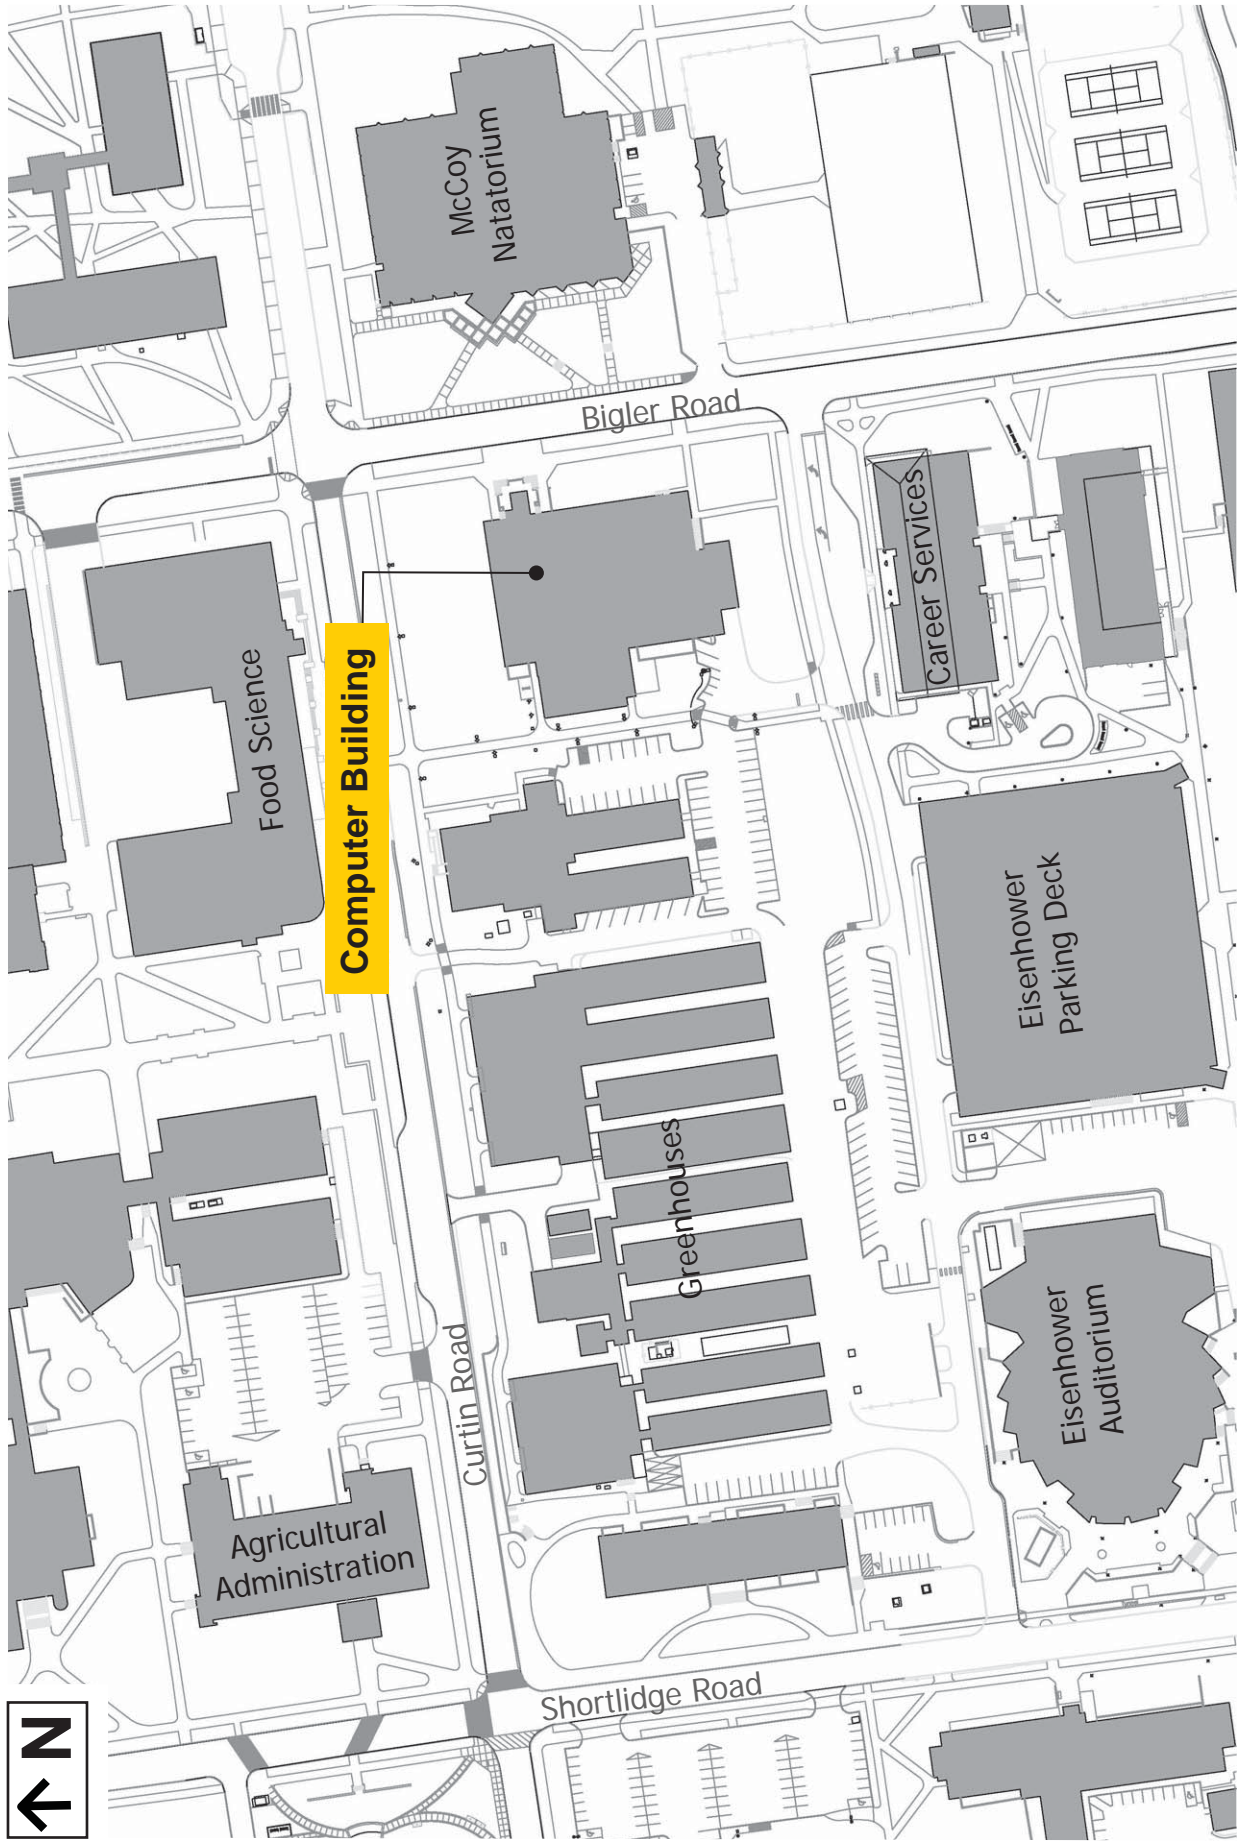 McCoy
Natatorium
Bigler Road
Career Services
Food Science
Computer Building
Eisenhower
Parking Deck
Greenhouses
Eisenhower
Auditorium
Curtin Road
Agricultural
Administration
Shortlidge Road
N